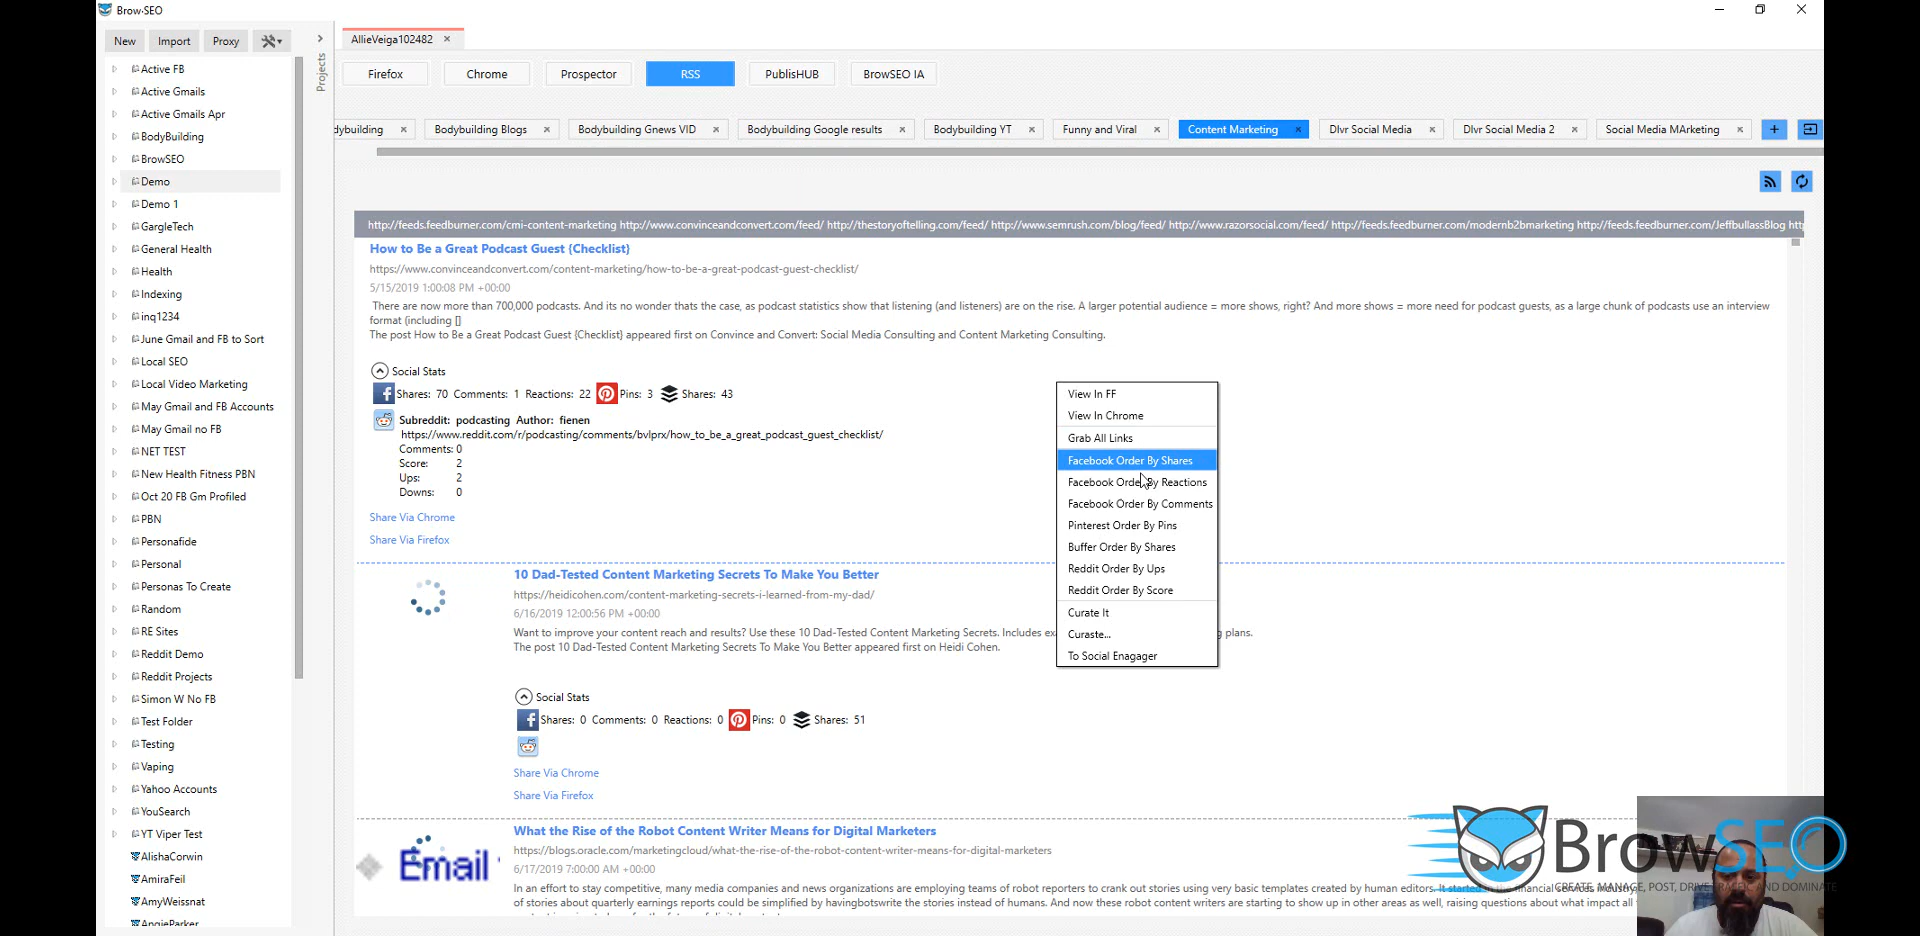 Brow·SEO
New Import Proxy
Projects
AllieVeiga102482
Firefox Chrome Prospector RSS PublisHUB BrowSEO IA
dybuilding Bodybuilding Blogs Bodybuilding Gnews VID Bodybuilding Google results Bodybuilding YT Funny and Viral Content Marketing Dlvr Social Media Dlvr Social Media 2 Social Media MArketing
Active FB
Active Gmails
Active Gmails Apr
BodyBuilding
BrowSEO
Demo
Demo 1
GargleTech
General Health
Health
Indexing
inq1234
June Gmail and FB to Sort
Local SEO
Local Video Marketing
May Gmail and FB Accounts
May Gmail no FB
NET TEST
New Health Fitness PBN
Oct 20 FB Gm Profiled
PBN
Personafide
Personal
Personas To Create
Random
RE Sites
Reddit Demo
Reddit Projects
Simon W No FB
Test Folder
Testing
Vaping
Yahoo Accounts
YouSearch
YT Viper Test
AlishaCorwin
AmiraFeil
AmyWeissnat
AngieParker
http://feeds.feedburner.com/cmi-content-marketing http://www.convinceandconvert.com/feed/ http://thestoryoftelling.com/feed/ http://www.semrush.com/blog/feed/ http://www.razorsocial.com/feed/ http://feeds.feedburner.com/modernb2bmarketing http://feeds.feedburner.com/JeffbullassBlog htt
How to Be a Great Podcast Guest {Checklist}
https://www.convinceandconvert.com/content-marketing/how-to-be-a-great-podcast-guest-checklist/
5/15/2019 1:00:08 PM +00:00
There are now more than 700,000 podcasts. And its no wonder thats the case, as podcast statistics show that listening (and listeners) are on the rise. A larger potential audience = more shows, right? And more shows = more need for podcast guests, as a large chunk of podcasts use an interview
format (including []
The post How to Be a Great Podcast Guest {Checklist} appeared first on Convince and Convert: Social Media Consulting and Content Marketing Consulting.
Social Stats
Shares: 70 Comments: 1 Reactions: 22 Pins: 3 Shares: 43
Subreddit: podcasting Author: fienen
https://www.reddit.com/r/podcasting/comments/bvlprx/how_to_be_a_great_podcast_guest_checklist/
Comments: 0
Score: 2
Ups: 2
Downs: 0
Share Via Chrome
Share Via Firefox
View In FF
View In Chrome
Grab All Links
Facebook Order By Shares
Facebook Order By Reactions
Facebook Order By Comments
Pinterest Order By Pins
Buffer Order By Shares
Reddit Order By Ups
Reddit Order By Score
Curate It
Curaste...
To Social Enagager
10 Dad-Tested Content Marketing Secrets To Make You Better
https://heidicohen.com/content-marketing-secrets-i-learned-from-my-dad/
6/16/2019 12:00:56 PM +00:00
Want to improve your content reach and results? Use these 10 Dad-Tested Content Marketing Secrets. Includes ex g plans.
The post 10 Dad-Tested Content Marketing Secrets To Make You Better appeared first on Heidi Cohen.
Social Stats
Shares: 0 Comments: 0 Reactions: 0 Pins: 0 Shares: 51
Share Via Chrome
Share Via Firefox
Email
What the Rise of the Robot Content Writer Means for Digital Marketers
https://blogs.oracle.com/marketingcloud/what-the-rise-of-the-robot-content-writer-means-for-digital-marketers
6/17/2019 7:00:00 AM +00:00
In an effort to stay competitive, many media companies and news organizations are employing teams of robot reporters to crank out stories using very basic templates created by human editors. It started in the financial services industry
of stories about quarterly earnings reports could be simplified by havingbotswrite the stories instead of humans. And now these robot content writers are starting to show up in other areas as well, raising questions about what impact all
BrowSEO
CREATE, MANAGE, POST, DRIVE TRAFFIC AND DOMINATE